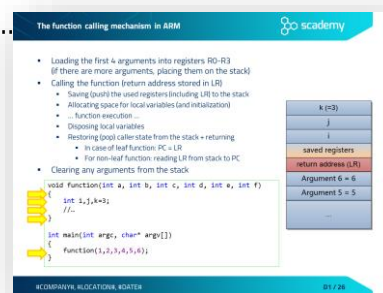 The function calling mechanism in ARM
scademy
Loading the first 4 arguments into registers R0-R3
(if there are more arguments, placing them on the stack)
Calling the function (return address stored in LR)
Saving (push) the used registers (including LR) to the stack
Allocating space for local variables (and initialization)
... function execution ...
Disposing local variables
Restoring (pop) caller state from the stack + returning
In case of leaf function: PC = LR
For non-leaf function: reading LR from stack to PC
Clearing any arguments from the stack
void function(int a, int b, int c, int d, int e, int f)
{
int i,j,k=3;
//…
}
int main(int argc, char* argv[])
{
function(1,2,3,4,5,6);
}
k (=3)
j
i
saved registers
return address (LR)
Argument 6 = 6
Argument 5 = 5
...
#COMPANY#, #LOCATION#, #DATE#
01 / 26